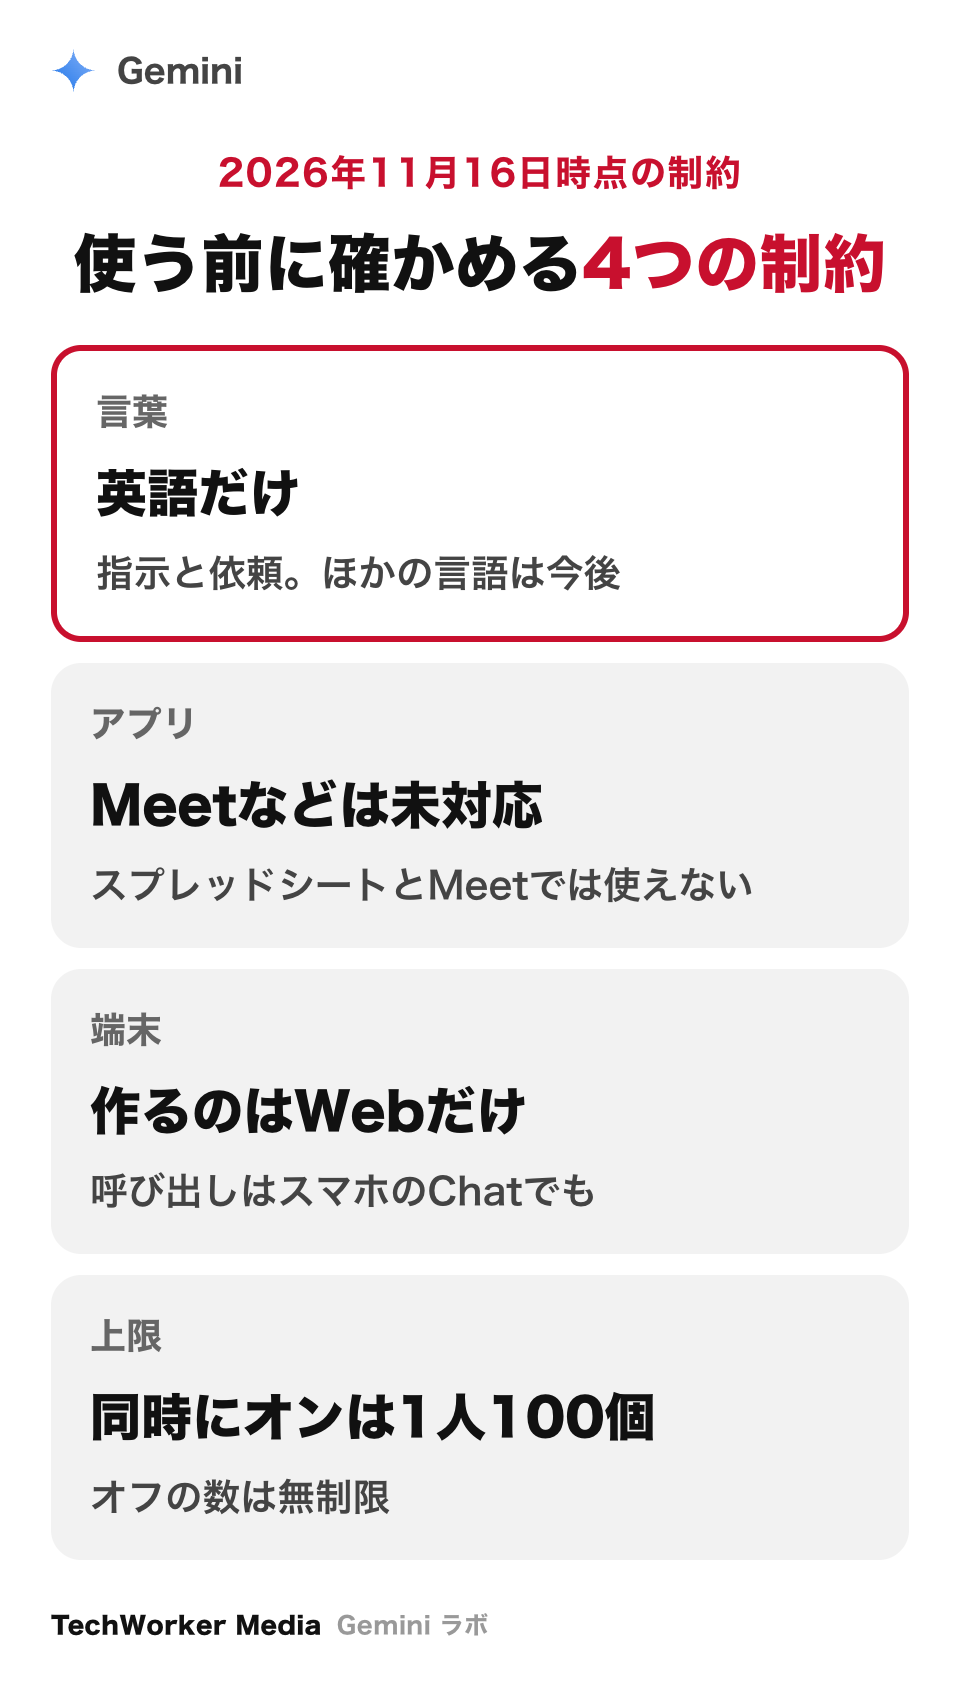 Gemini
2026年11月16日時点の制約
使う前に確かめる4つの制約
言葉
英語だけ
指示と依頼。ほかの言語は今後
アプリ
Meetなどは未対応
スプレッドシートとMeetでは使えない
端末
作るのはWebだけ
呼び出しはスマホのChatでも
上限
同時にオンは1人100個
オフの数は無制限
TechWorker Media Gemini ラボ